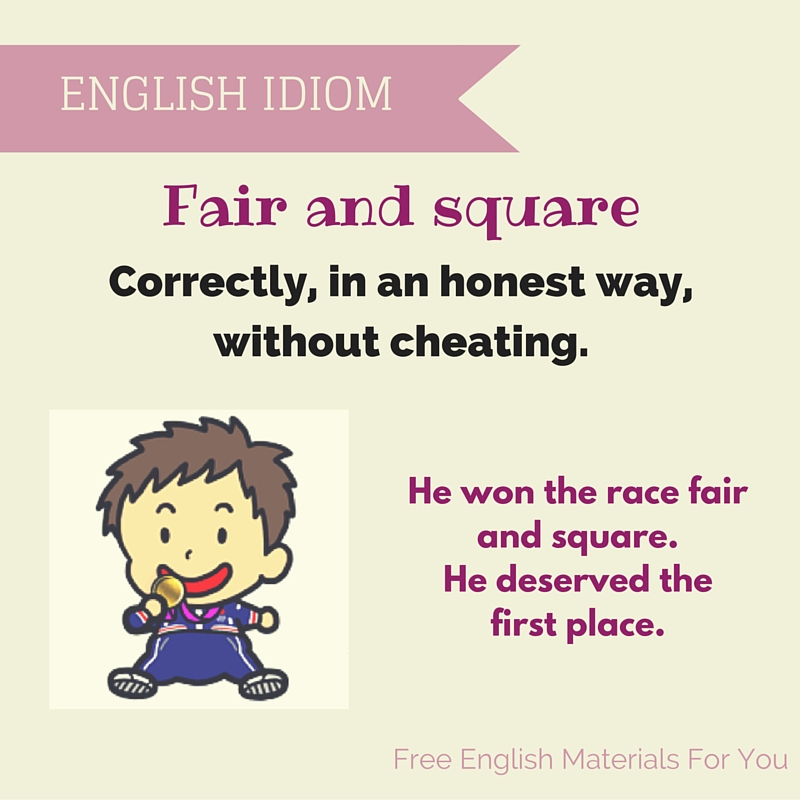 ENGLISH IDIOM
Fair and square
Correctly, in an honest way,
without cheating.
He won the race fair
and square.
He deserved the
first place.
Free English Materials For You